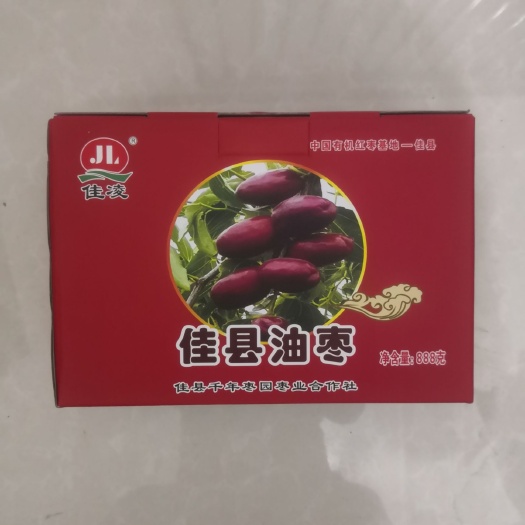 JL®
佳凌
中国有机红枣基地—佳县
佳县油枣
净含量:888克
佳县千年枣园枣业合作社